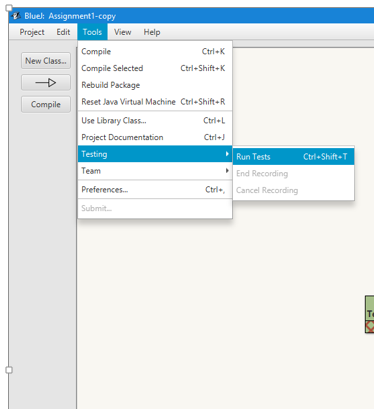 BlueJ: Assignment1-copy
Project Edit Tools View Help
New Class...
Compile
Compile Ctrl+K
Compile Selected Ctrl+Shift+K
Rebuild Package
Reset Java Virtual Machine Ctrl+Shift+R
Use Library Class... Ctrl+L
Project Documentation Ctrl+J
Testing
Team
Preferences... Ctrl+,
Submit...
Run Tests Ctrl+Shift+T
End Recording
Cancel Recording